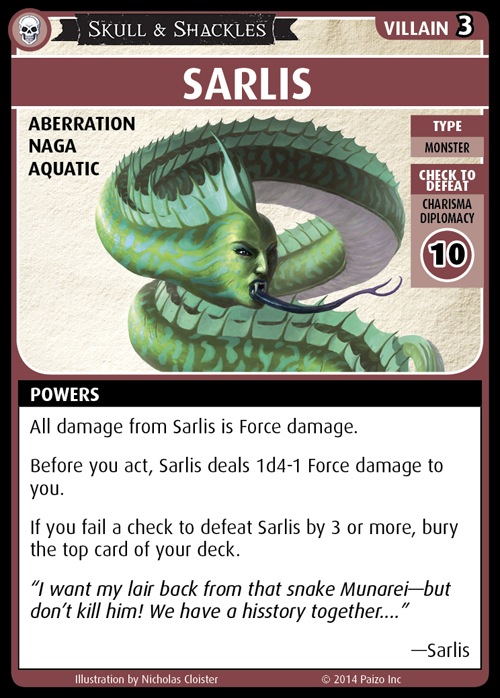 SKULL & SHACKLES
VILLAIN 3
SARLIS
ABERRATION
NAGA
AQUATIC
TYPE
MONSTER
CHECK TO
DEFEAT
CHARISMA
DIPLOMACY
10
POWERS
All damage from Sarlis is Force damage.
Before you act, Sarlis deals 1d4-1 Force damage to
you.
If you fail a check to defeat Sarlis by 3 or more, bury
the top card of your deck.
“I want my lair back from that snake Munarei—but
don’t kill him! We have a hisstory together....”
—Sarlis
Illustration by Nicholas Cloister
© 2014 Paizo Inc